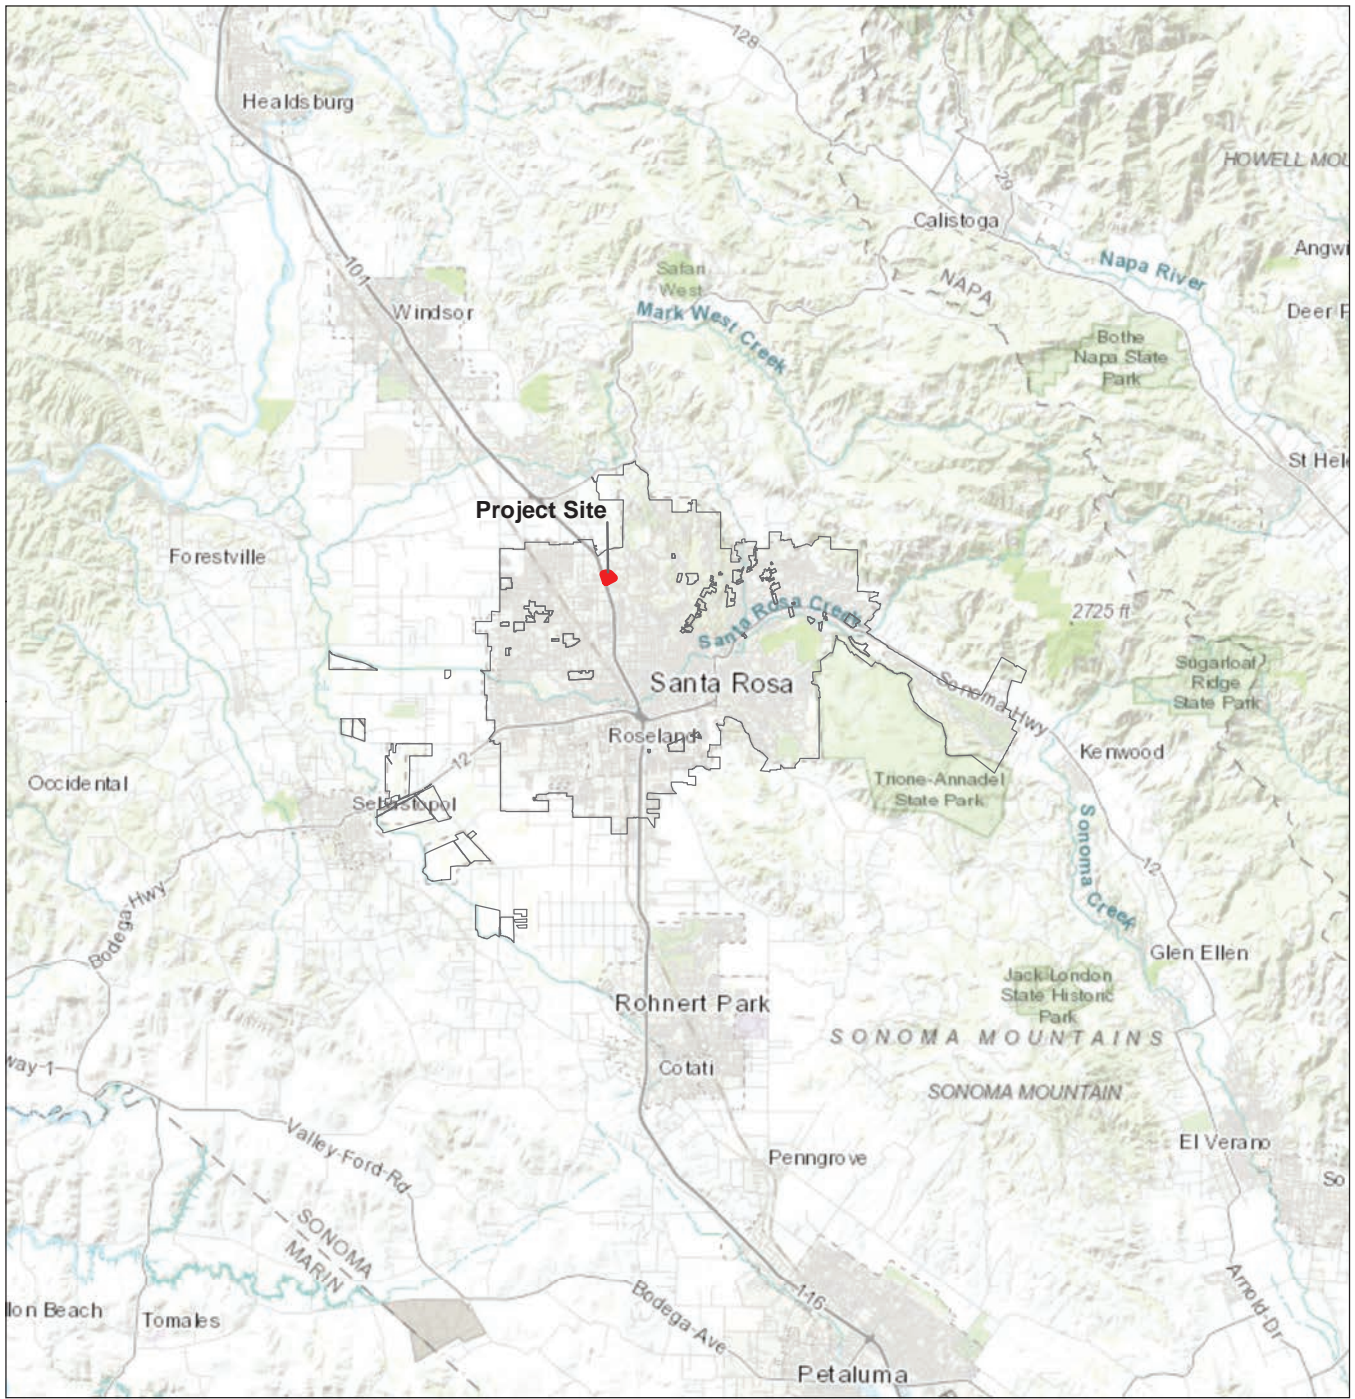 128
Healdsburg
HOWELL MOU
29
Calistoga
Angwi
Napa River
101
Safari
West
NAPA
Windsor
Mark West Creek
Deer P
Bothe
Napa State
Park
St Hele
Project Site
Forestville
Santa Rosa Creek
2725 ft
Sugarloaf
Ridge
State Park
Santa Rosa
Sonoma Hwy
Roseland
Kenwood
12
Occidental
Trione-Annadel
State Park
Sebastopol
Sonoma Creek
12
Bodega-Hwy
Glen Ellen
Jack London
State Historic
Park
Rohnert Park
SONOMA MOUNTAINS
way-1
Cotati
SONOMA MOUNTAIN
Valley-Ford-Rd
El Verano
Penngrove
So
SONOMA
MARIN
116
Arnold-Dr
lon Beach
Tomales
Bodega-Ave
Petaluma